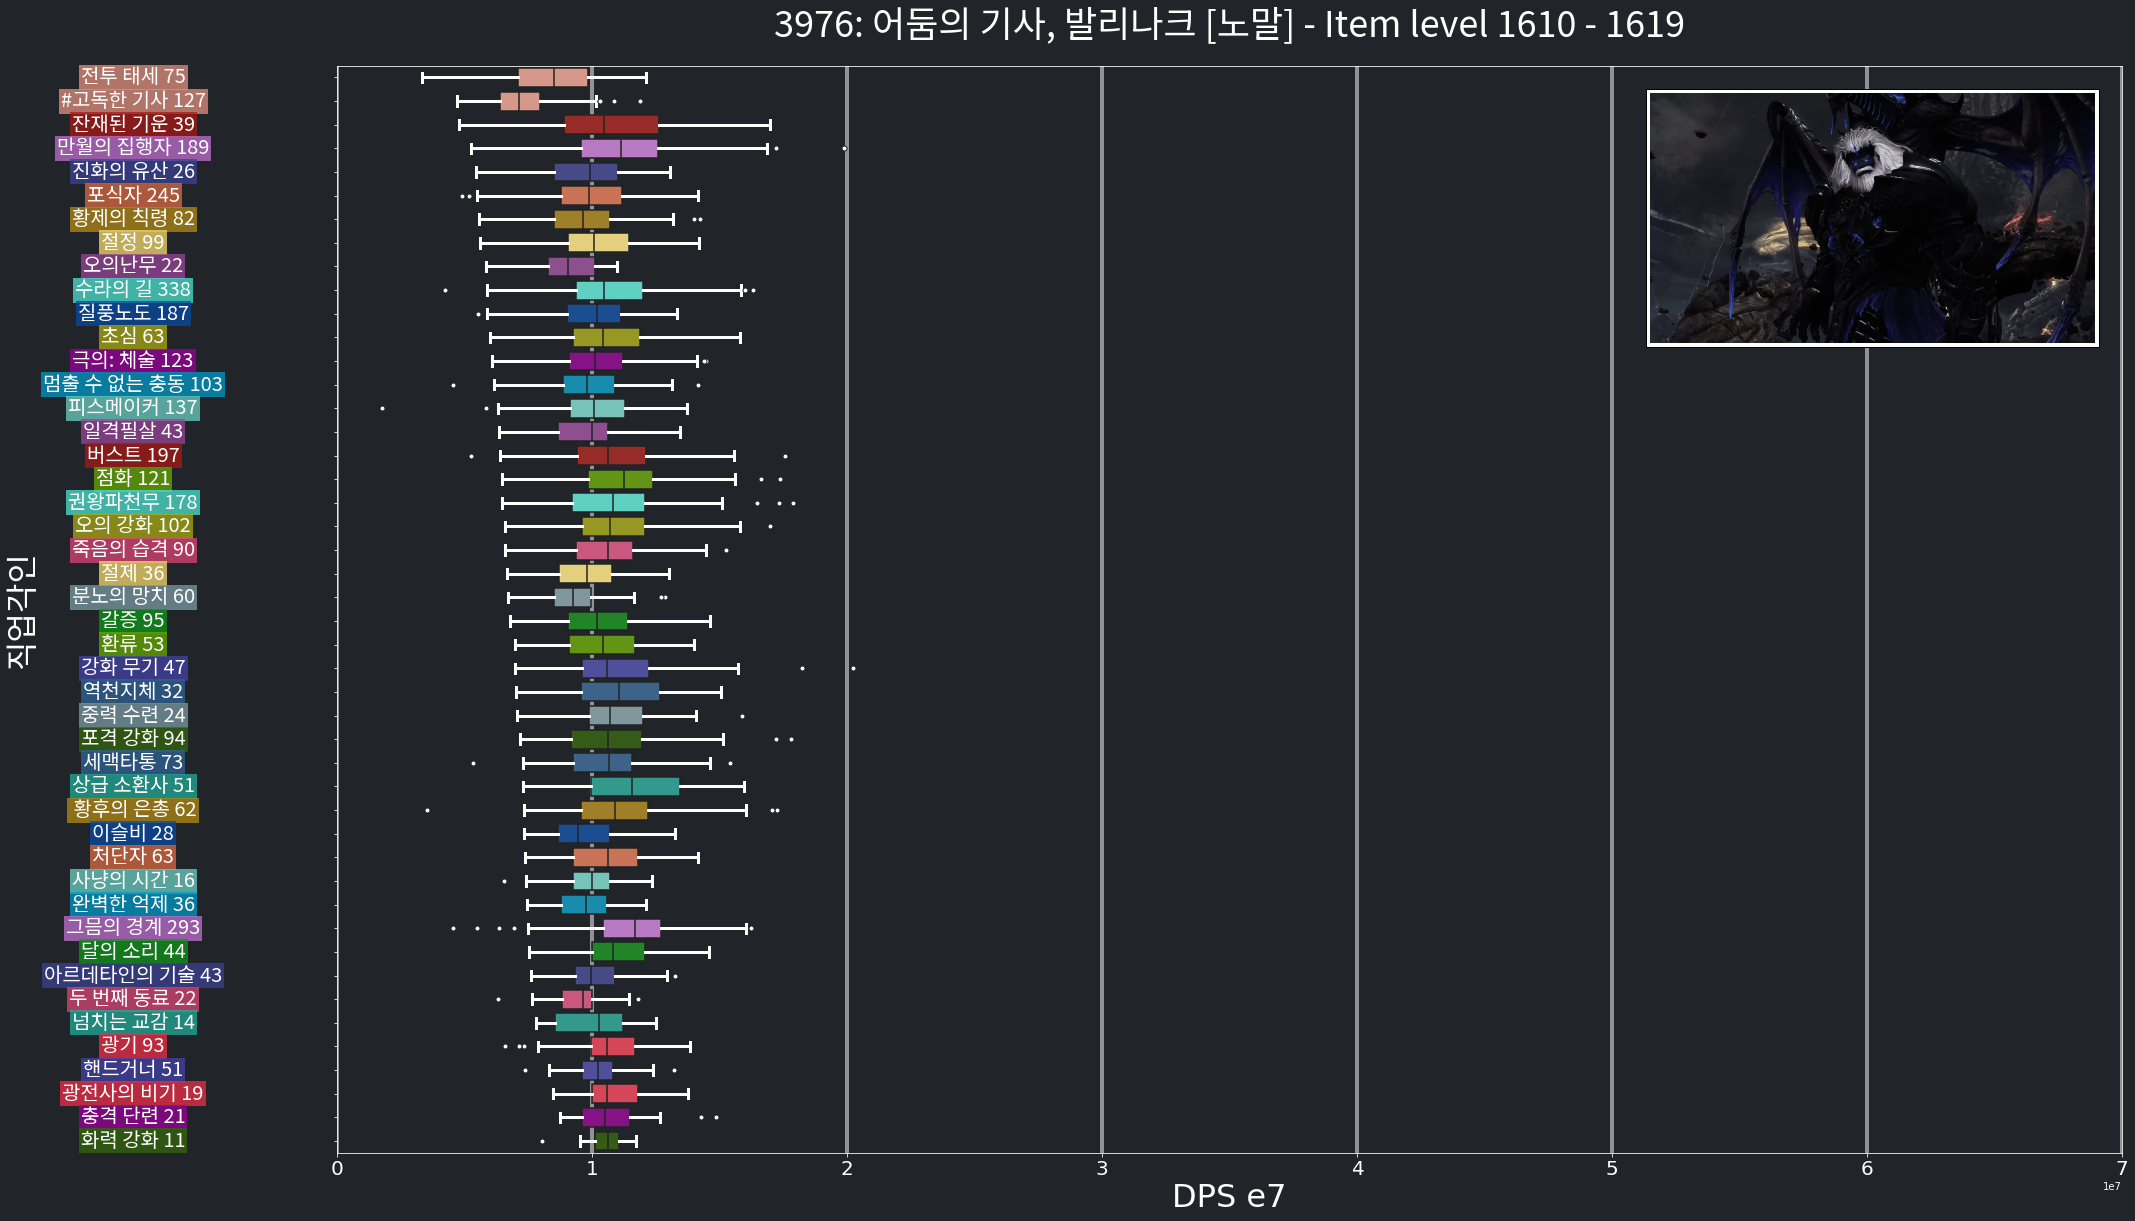 3976: 어둠의 기사, 발리나크 [노말] - Item level 1610 - 1619
직업각인
전투 태세 75
#고독한 기사 127
잔재된 기운 39
만월의 집행자 189
진화의 유산 26
포식자 245
황제의 칙령 82
절정 99
오의난무 22
수라의 길 338
질풍노도 187
초심 63
극의: 체술 123
멈출 수 없는 충동 103
피스메이커 137
일격필살 43
버스트 197
점화 121
권왕파천무 178
오의 강화 102
죽음의 습격 90
절제 36
분노의 망치 60
갈증 95
환류 53
강화 무기 47
역천지체 32
중력 수련 24
포격 강화 94
세맥타통 73
상급 소환사 51
황후의 은총 62
이슬비 28
처단자 63
사냥의 시간 16
완벽한 억제 36
그믐의 경계 293
달의 소리 44
아르데타인의 기술 43
두 번째 동료 22
넘치는 교감 14
광기 93
핸드거너 51
광전사의 비기 19
충격 단련 21
화력 강화 11
0 1 2 3 4 5 6 7
1e7
DPS e7